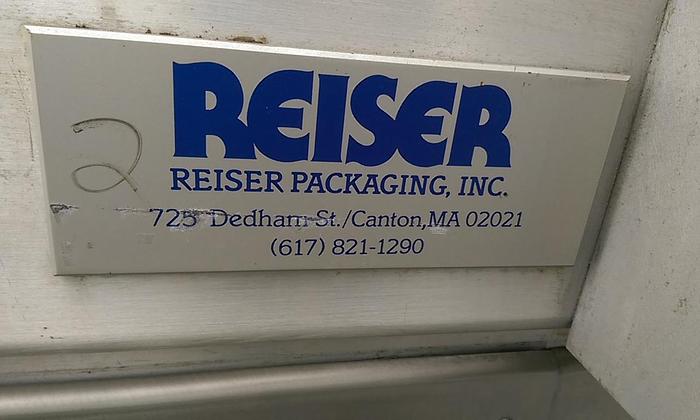 2
REISER
REISER PACKAGING, INC.
725 Dedham St./Canton, MA 02021
(617) 821-1290